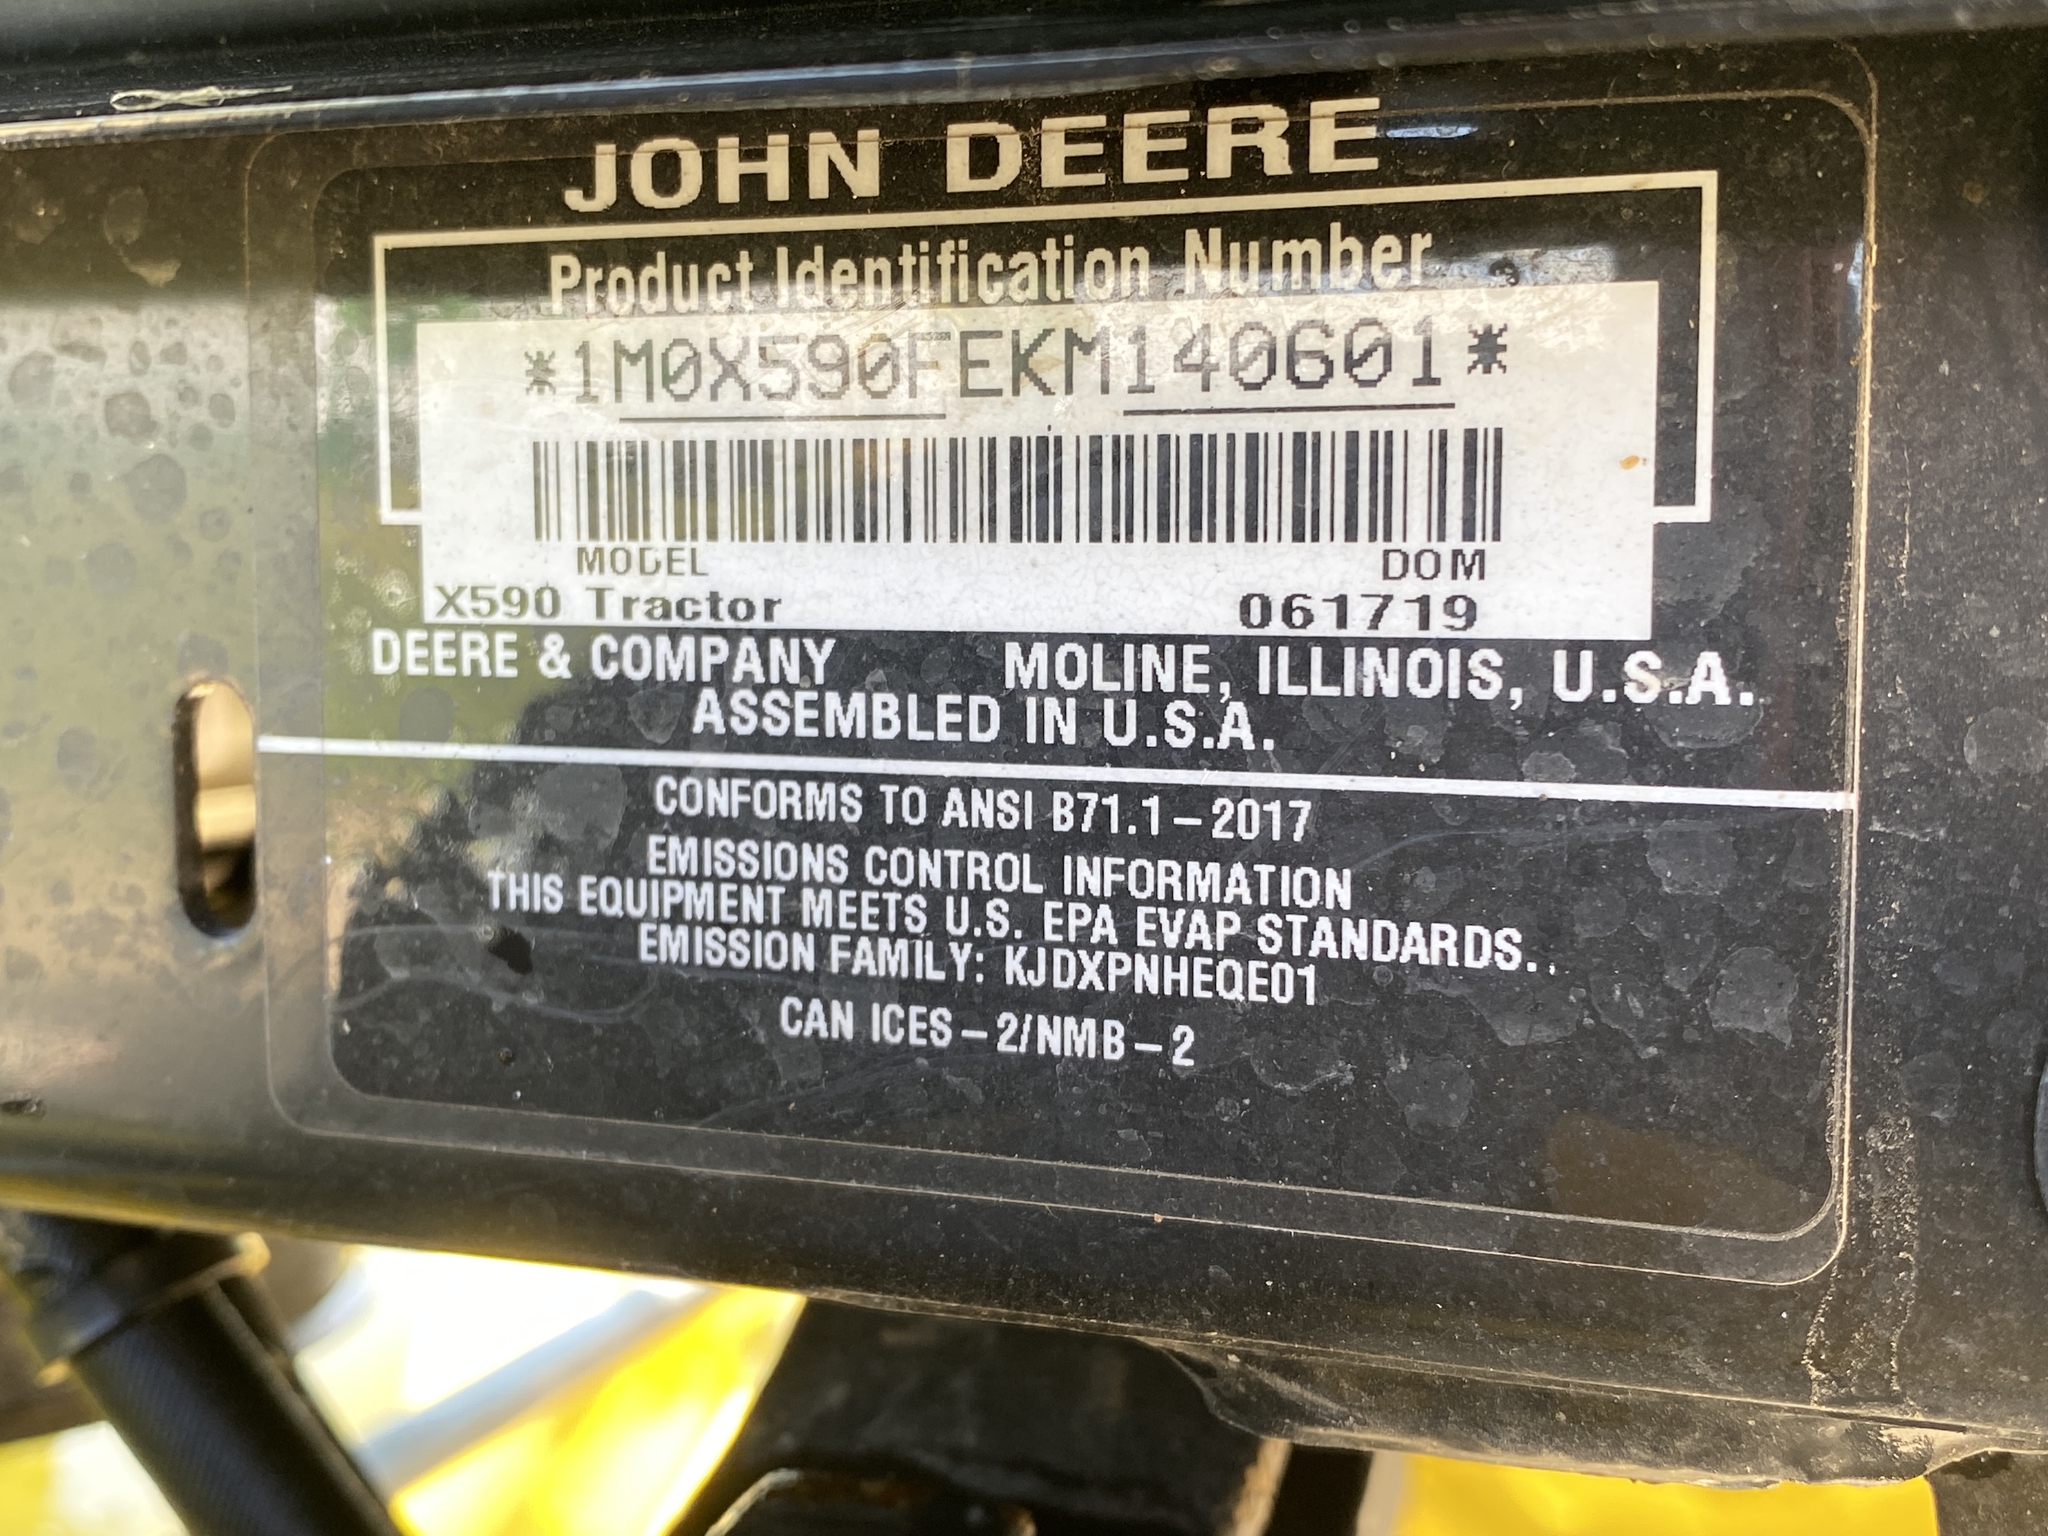 JOHN DEERE
Product Identification Number
*1M0X590FEKM140601*
MODEL DOM
X590 Tractor 061719
DEERE & COMPANY MOLINE, ILLINOIS, U.S.A.
ASSEMBLED IN U.S.A.
CONFORMS TO ANSI B71.1-2017
EMISSIONS CONTROL INFORMATION
THIS EQUIPMENT MEETS U.S. EPA EVAP STANDARDS..
EMISSION FAMILY: KJDXPNHEQE01
CAN ICES-2/NMB-2